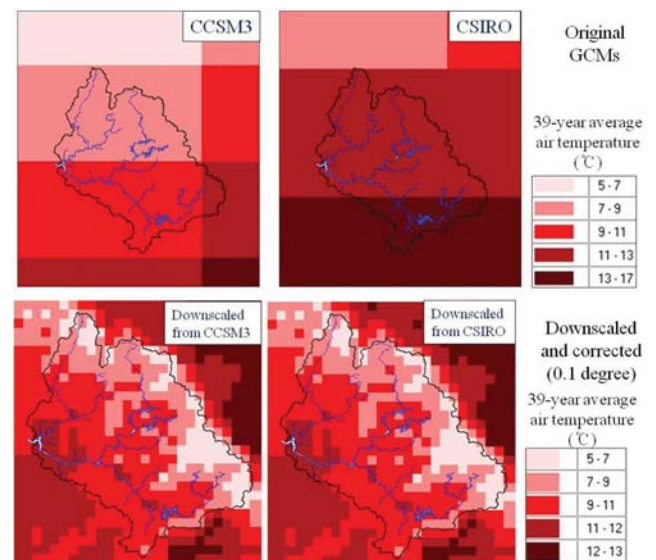 CCSM3
CSIRO
Original
GCMs
39-year average
air temperature
(℃)
5 - 7
7 - 9
9 - 11
11 - 13
13 - 17
Downscaled
from CCSM3
Downscaled
from CSIRO
Downscaled
and corrected
(0.1 degree)
39-year average
air temperature
(℃)
5 - 7
7 - 9
9 - 11
11 - 12
12 - 13